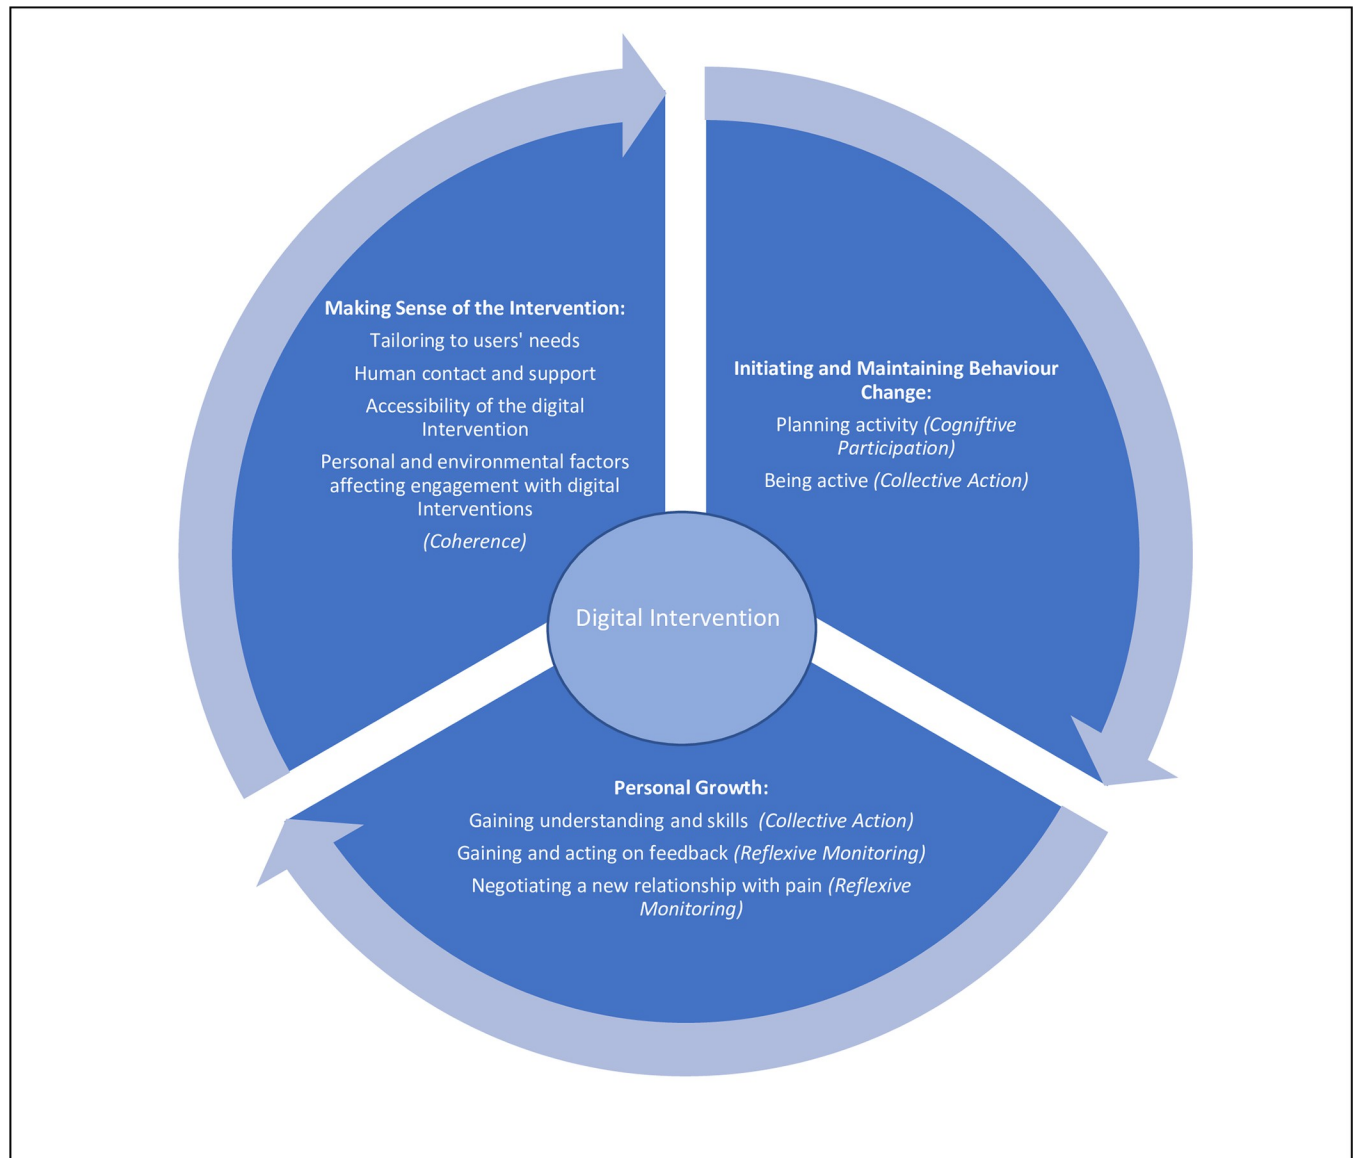 Making Sense of the Intervention:
Tailoring to users' needs
Human contact and support
Accessibility of the digital
Intervention
Personal and environmental factors
affecting engagement with digital
Interventions
(Coherence)
Initiating and Maintaining Behaviour
Change:
Planning activity (Cogniftive
Participation)
Being active (Collective Action)
Digital Intervention
Personal Growth:
Gaining understanding and skills  (Collective Action)
Gaining and acting on feedback (Reflexive Monitoring)
Negotiating a new relationship with pain (Reflexive
Monitoring)